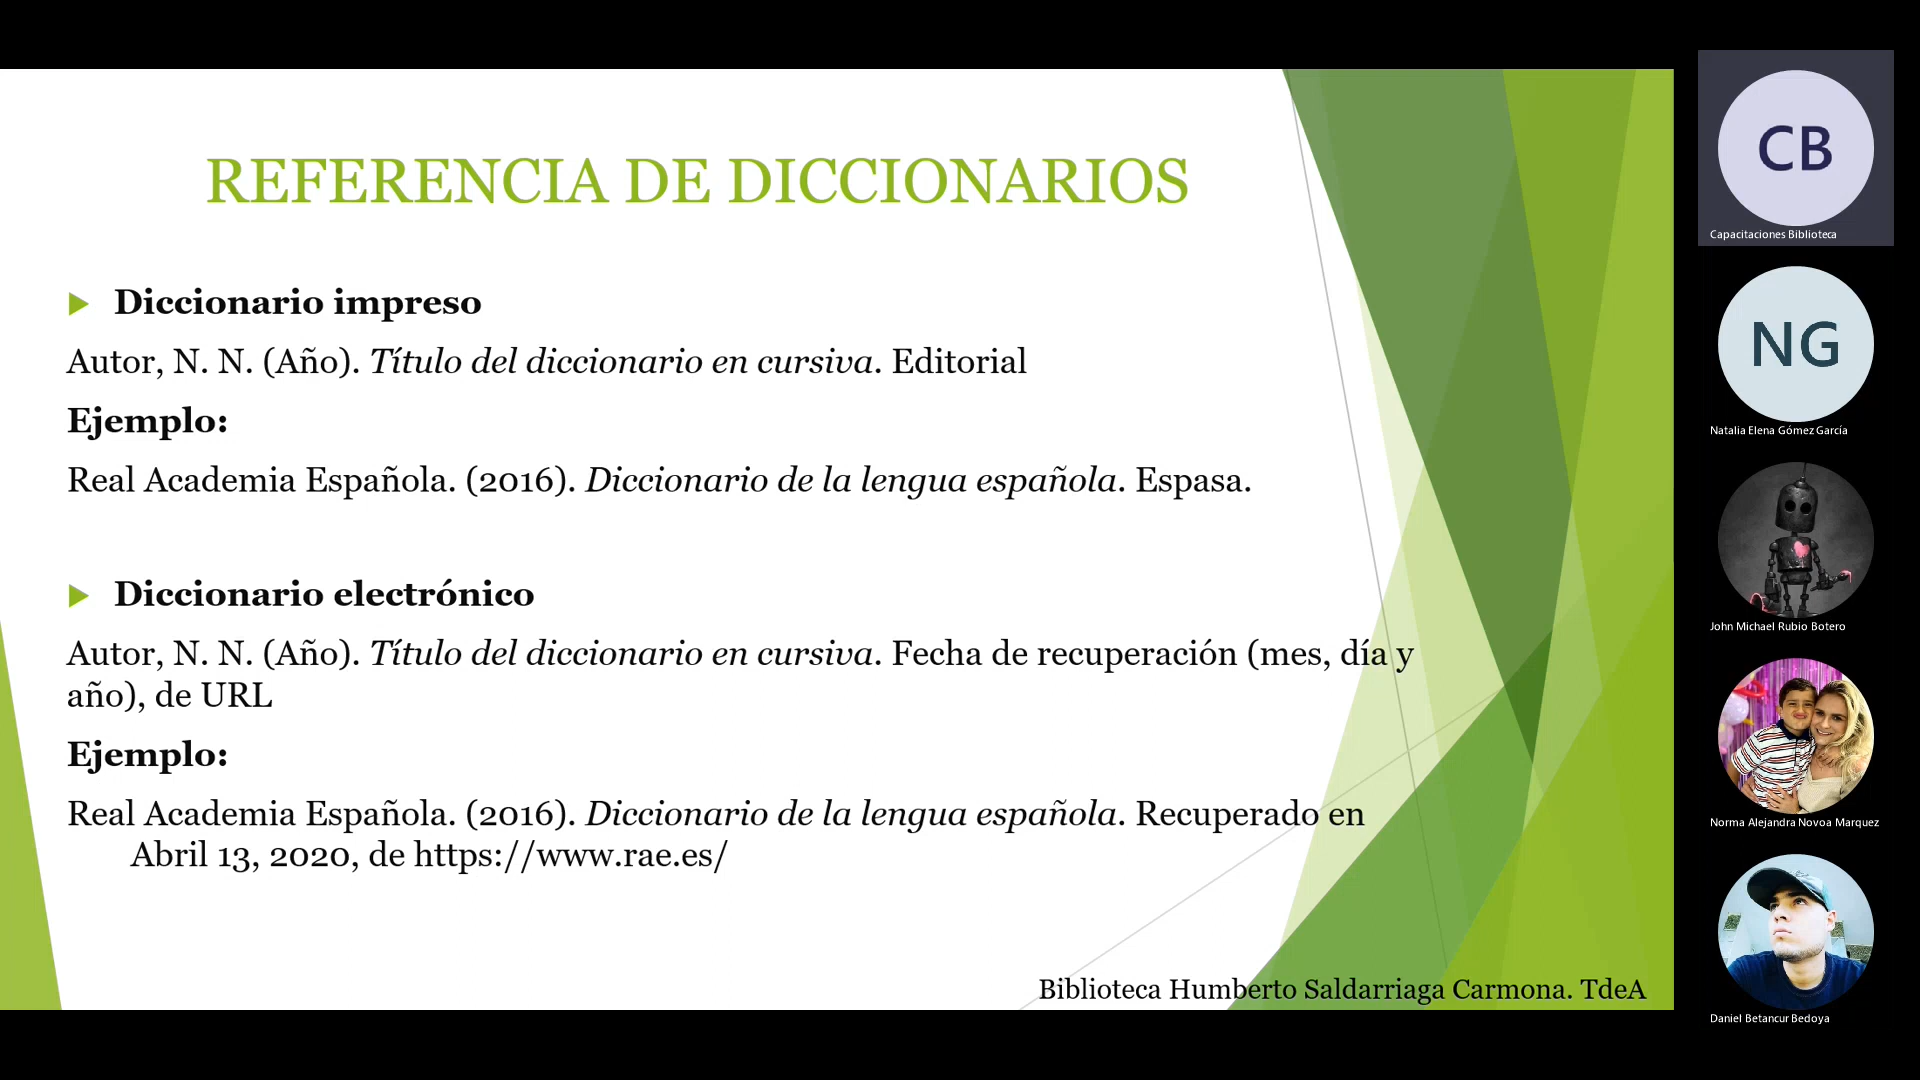 REFERENCIA DE DICCIONARIOS
Diccionario impreso
Autor, N. N. (Año). Título del diccionario en cursiva. Editorial
Ejemplo:
Real Academia Española. (2016). Diccionario de la lengua española. Espasa.
Diccionario electrónico
Autor, N. N. (Año). Título del diccionario en cursiva. Fecha de recuperación (mes, día y
año), de URL
Ejemplo:
Real Academia Española. (2016). Diccionario de la lengua española. Recuperado en
Abril 13, 2020, de https://www.rae.es/
Biblioteca Humberto Saldarriaga Carmona. TdeA
CB
Capacitaciones Biblioteca
NG
Natalia Elena Gómez García
John Michael Rubio Botero
Norma Alejandra Novoa Marquez
Daniel Betancur Bedoya